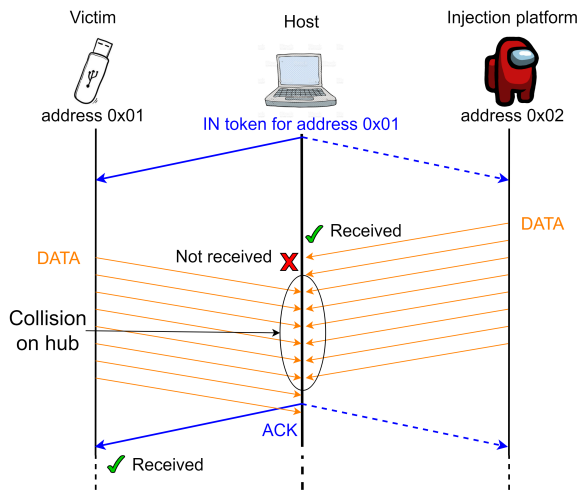 Victim
Host
Injection platform
address 0x01
address 0x02
IN token for address 0x01
Received
DATA
Not received
DATA
Collision
on hub
ACK
Received